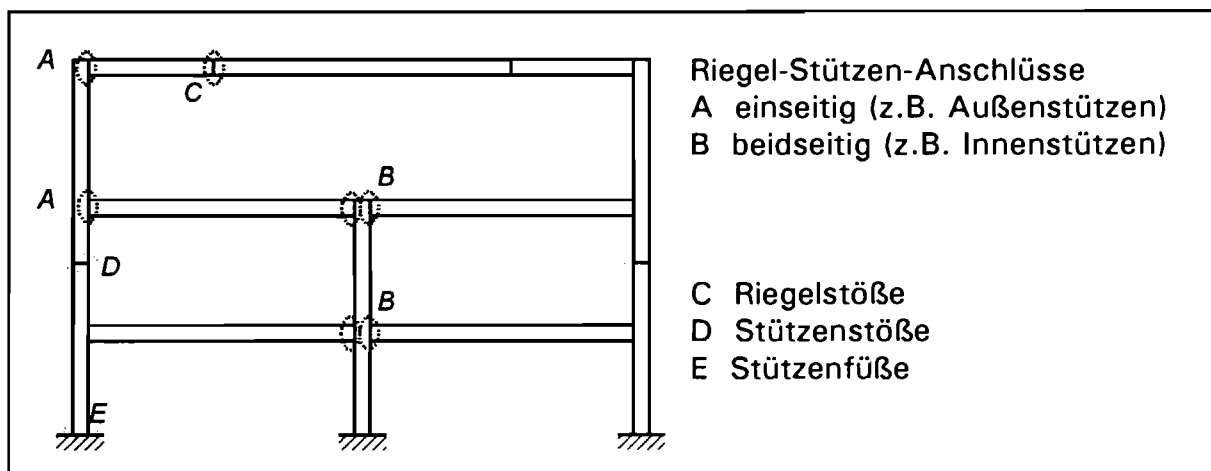 A
C
Riegel-Stützen-Anschlüsse
A einseitig (z.B. Außenstützen)
B beidseitig (z.B. Innenstützen)
A
B
D
B
C Riegelstöße
D Stützenstöße
E Stützenfüße
E